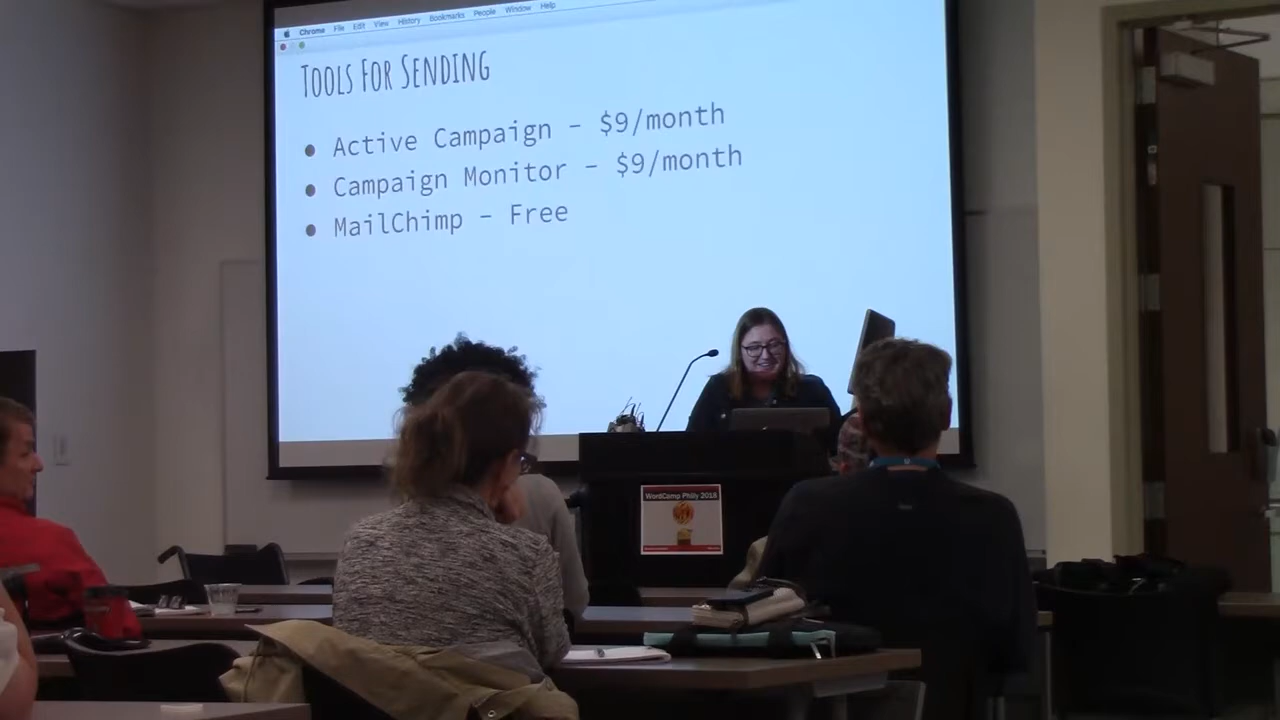 Chrome File Edit View History Bookmarks People Window Help
TOOLS FOR SENDING
● Active Campaign – $9/month
● Campaign Monitor – $9/month
● MailChimp – Free
WordCamp Philly 2018